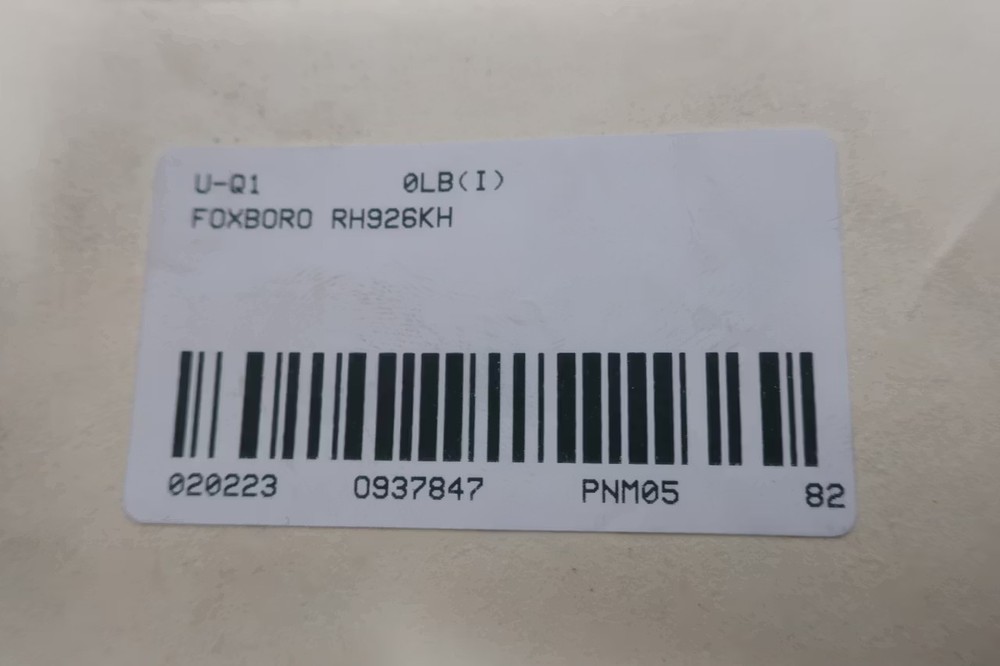 U-Q1 0LB(I)
FOXBORO RH926KH
020223 0937847 PNM05 82